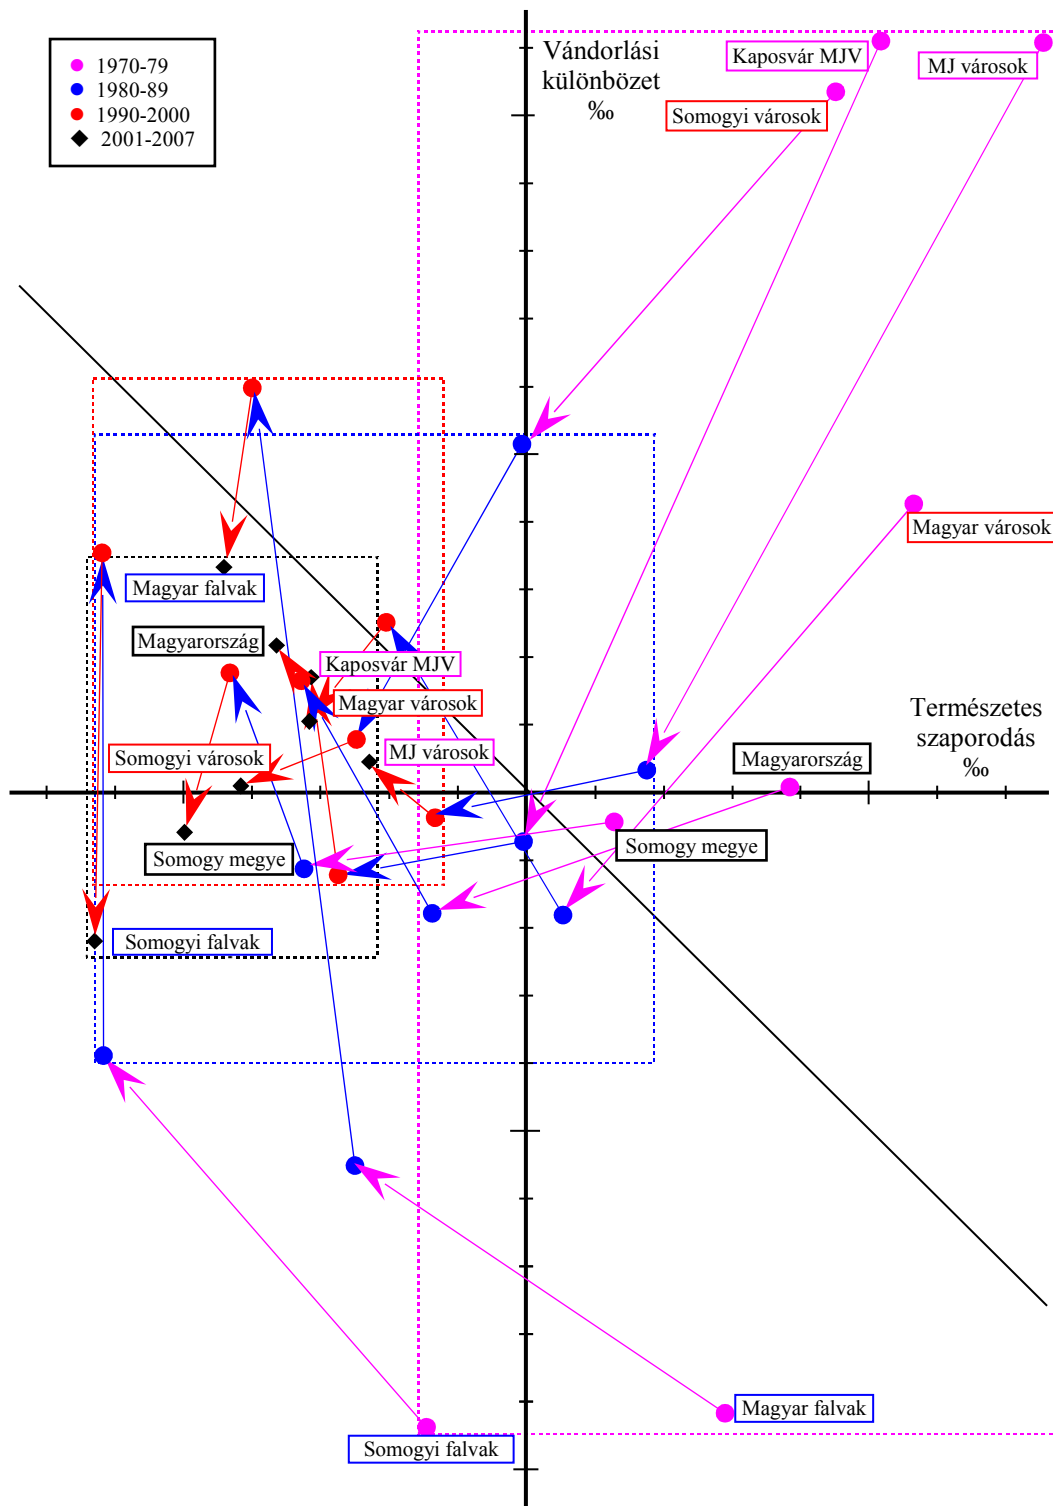 1970-79
1980-89
1990-2000
2001-2007
Vándorlási
különbözet
‰
Kaposvár MJV
MJ városok
Somogyi városok
Magyar városok
Magyar falvak
Magyarország
Kaposvár MJV
Magyar városok
Természetes
szaporodás
‰
Somogyi városok
MJ városok
Magyarország
Somogy megye
Somogy megye
Somogyi falvak
Magyar falvak
Somogyi falvak